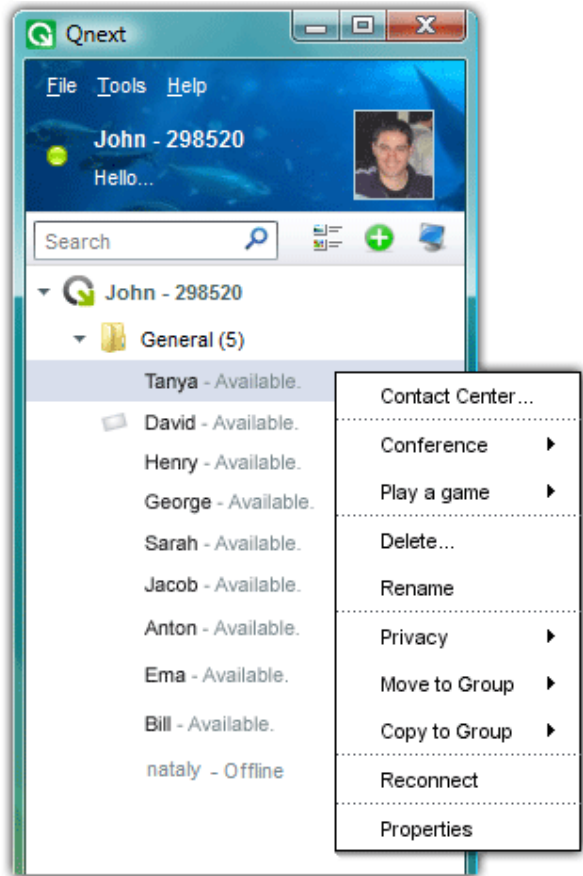 Qnext
File Tools Help
John - 298520
Hello...
Search
John - 298520
General (5)
Tanya - Available.
David - Available.
Henry - Available.
George - Available.
Sarah - Available.
Jacob - Available.
Anton - Available.
Ema - Available.
Bill - Available.
nataly - Offline
Contact Center...
Conference
Play a game
Delete...
Rename
Privacy
Move to Group
Copy to Group
Reconnect
Properties